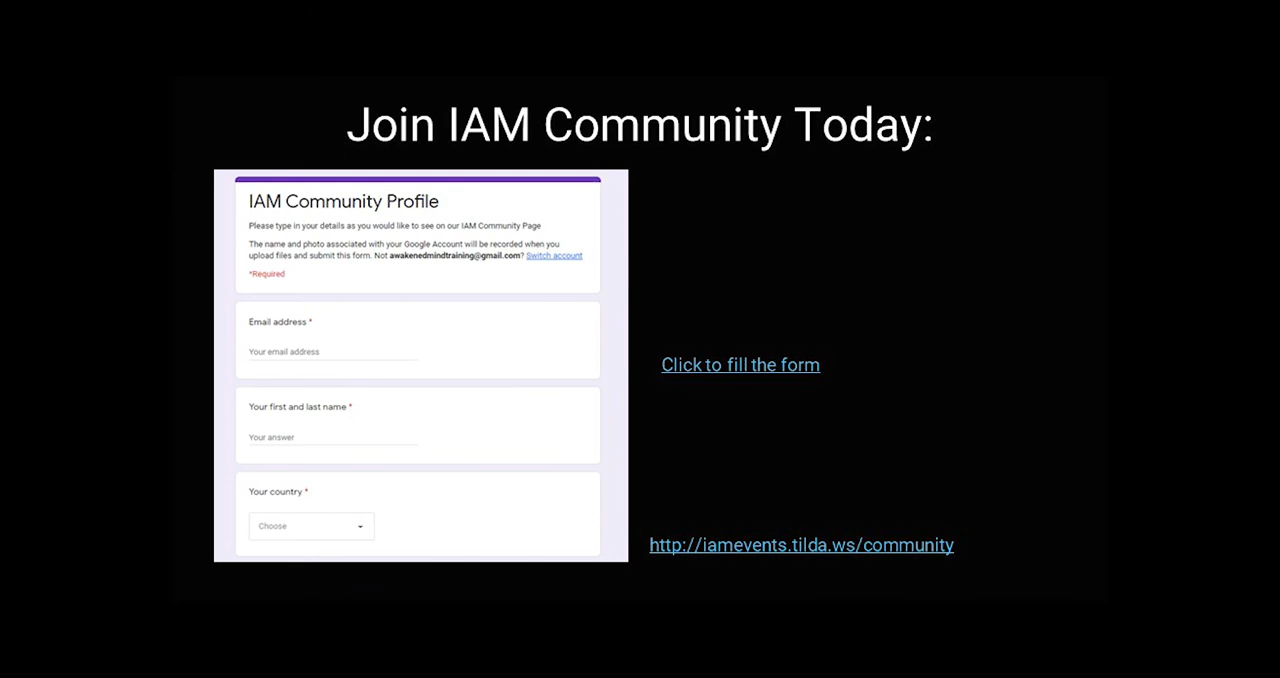 Join IAM Community Today:
IAM Community Profile
Please type in your details as you would like to see on our IAM Community Page
The name and photo associated with your Google Account will be recorded when you
upload files and submit this form. Not awakenedmindtraining@gmail.com? Switch account
*Required
Email address *
Your email address
Your first and last name *
Your answer
Your country *
Choose
Click to fill the form
http://iamevents.tilda.ws/community